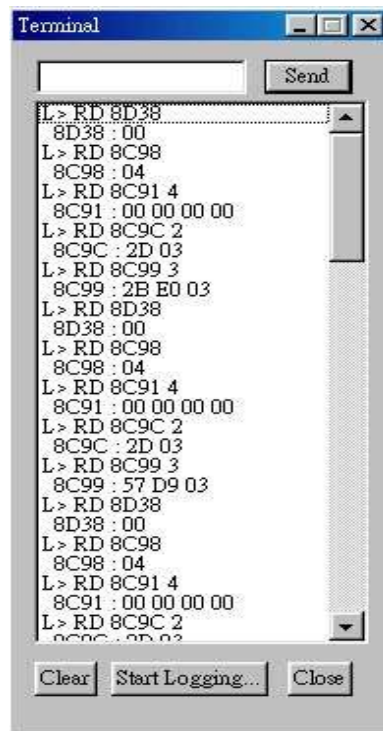 Terminal
Send
L> RD 8D38
8D38 : 00
L> RD 8C98
8C98 : 04
L> RD 8C91 4
8C91 : 00 00 00 00
L> RD 8C9C 2
8C9C : 2D 03
L> RD 8C99 3
8C99 : 2B E0 03
L> RD 8D38
8D38 : 00
L> RD 8C98
8C98 : 04
L> RD 8C91 4
8C91 : 00 00 00 00
L> RD 8C9C 2
8C9C : 2D 03
L> RD 8C99 3
8C99 : 57 D9 03
L> RD 8D38
8D38 : 00
L> RD 8C98
8C98 : 04
L> RD 8C91 4
8C91 : 00 00 00 00
L> RD 8C9C 2
Clear Start Logging... Close